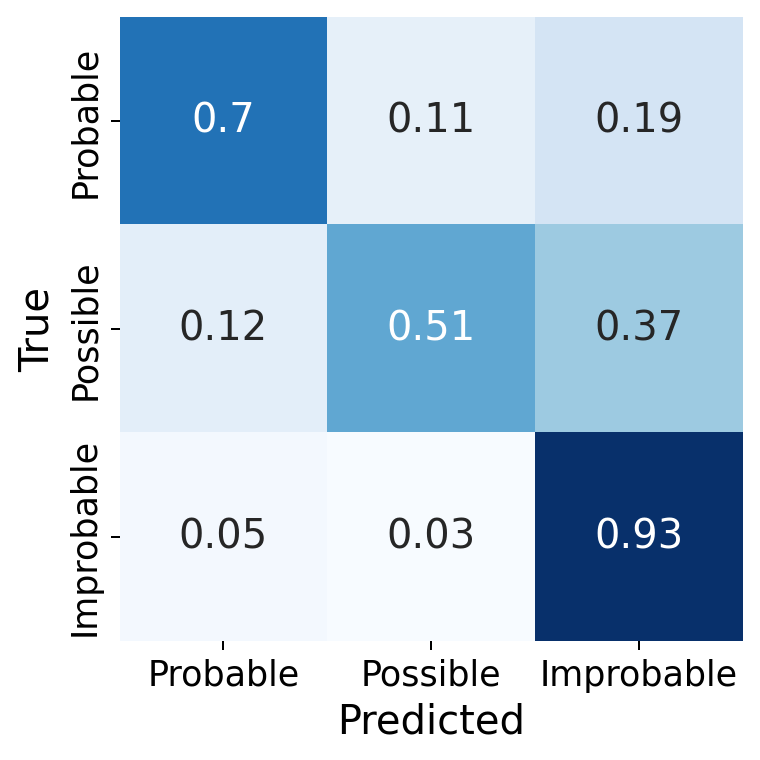 True
Probable
0.7 0.11 0.19
Possible
0.12 0.51 0.37
Improbable
0.05 0.03 0.93
Probable Possible Improbable
Predicted